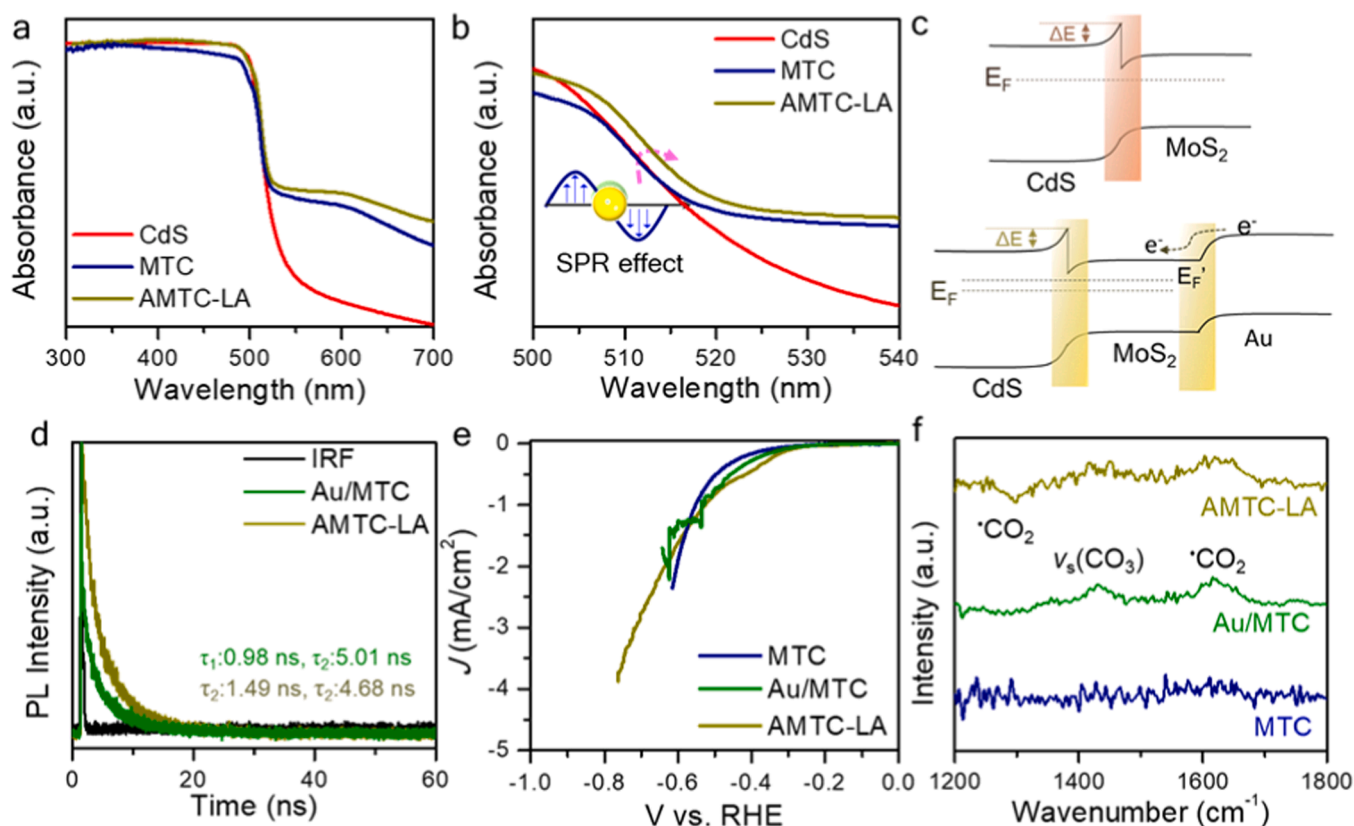 a
Absorbance (a.u.)
CdS
MTC
AMTC-LA
300 400 500 600 700
Wavelength (nm)
b
Absorbance (a.u.)
CdS
MTC
AMTC-LA
SPR effect
500 510 520 530 540
Wavelength (nm)
c
ΔE
E_F
MoS₂
CdS
ΔE
e⁻
e⁻
E_F'
E_F
MoS₂
Au
CdS
d
PL Intensity (a.u.)
IRF
Au/MTC
AMTC-LA
τ₁:0.98 ns, τ₂:5.01 ns
τ₂:1.49 ns, τ₂:4.68 ns
0 20 40 60
Time (ns)
e
J (mA/cm²)
0
-1
-2
-3
-4
-5
MTC
Au/MTC
AMTC-LA
-1.0 -0.8 -0.6 -0.4 -0.2 0.0
V vs. RHE
f
Intensity (a.u.)
AMTC-LA
•CO₂
νₛ(CO₃)
•CO₂
Au/MTC
MTC
1200 1400 1600 1800
Wavenumber (cm⁻¹)